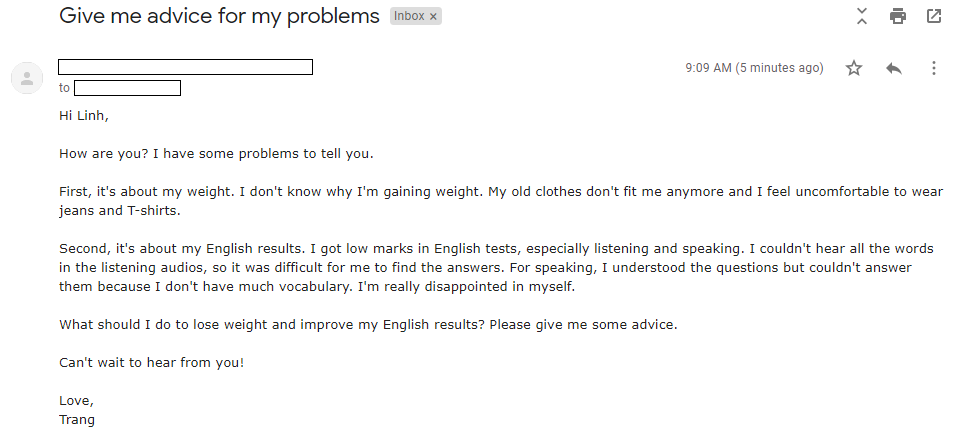 Give me advice for my problems Inbox ×
9:09 AM (5 minutes ago)
to
Hi Linh,
How are you? I have some problems to tell you.
First, it's about my weight. I don't know why I'm gaining weight. My old clothes don't fit me anymore and I feel uncomfortable to wear
jeans and T-shirts.
Second, it's about my English results. I got low marks in English tests, especially listening and speaking. I couldn't hear all the words
in the listening audios, so it was difficult for me to find the answers. For speaking, I understood the questions but couldn't answer
them because I don't have much vocabulary. I'm really disappointed in myself.
What should I do to lose weight and improve my English results? Please give me some advice.
Can't wait to hear from you!
Love,
Trang